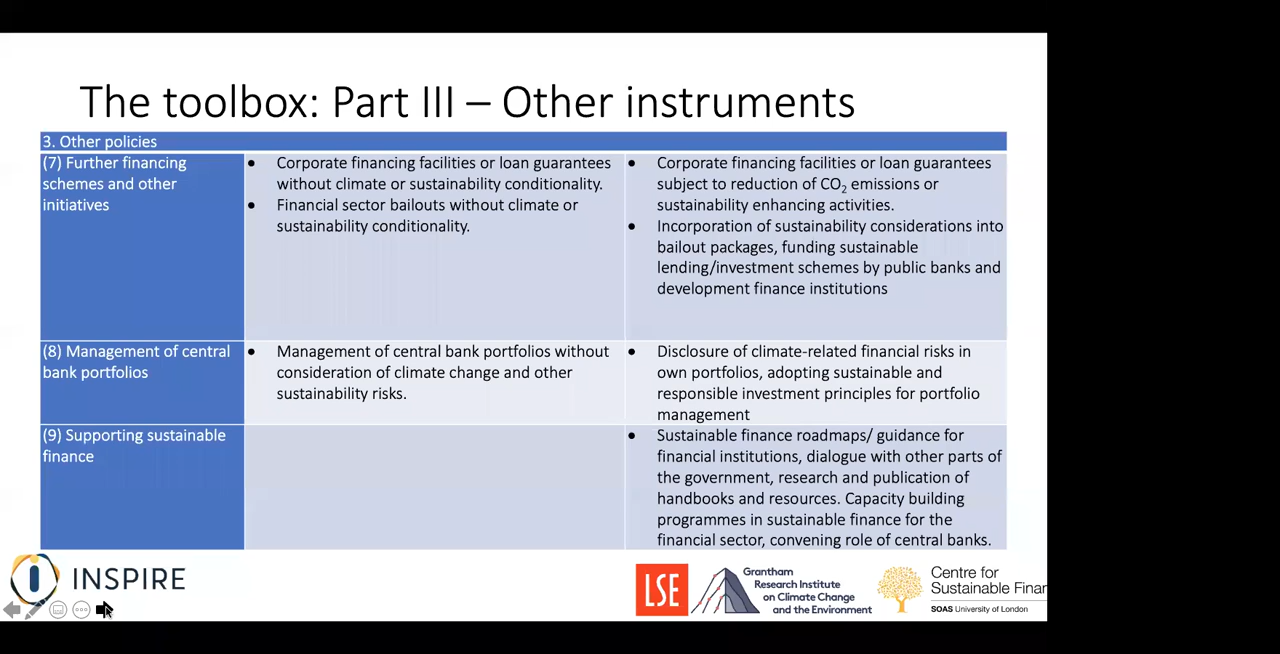 The toolbox: Part III – Other instruments
3. Other policies
(7) Further financing
schemes and other
initiatives
• Corporate financing facilities or loan guarantees
without climate or sustainability conditionality.
• Financial sector bailouts without climate or
sustainability conditionality.
• Corporate financing facilities or loan guarantees
subject to reduction of CO₂ emissions or
sustainability enhancing activities.
• Incorporation of sustainability considerations into
bailout packages, funding sustainable
lending/investment schemes by public banks and
development finance institutions
(8) Management of central
bank portfolios
• Management of central bank portfolios without
consideration of climate change and other
sustainability risks.
• Disclosure of climate-related financial risks in
own portfolios, adopting sustainable and
responsible investment principles for portfolio
management
(9) Supporting sustainable
finance
• Sustainable finance roadmaps/ guidance for
financial institutions, dialogue with other parts of
the government, research and publication of
handbooks and resources. Capacity building
programmes in sustainable finance for the
financial sector, convening role of central banks.
INSPIRE
LSE
Grantham
Research Institute
on Climate Change
and the Environment
Centre for
Sustainable Finan
SOAS University of London